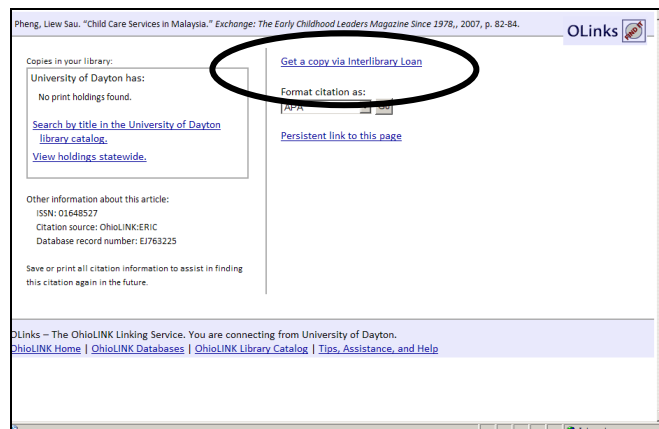 Pheng, Liew Sau. “Child Care Services in Malaysia.” Exchange: The Early Childhood Leaders Magazine Since 1978,, 2007, p. 82-84.
OLinks
Copies in your library:
University of Dayton has:
No print holdings found.
Search by title in the University of Dayton
library catalog.
View holdings statewide.
Get a copy via Interlibrary Loan
Format citation as:
APA
Persistent link to this page
Other information about this article:
ISSN: 01648527
Citation source: OhioLINK:ERIC
Database record number: EJ763225
Save or print all citation information to assist in finding
this citation again in the future.
OLinks – The OhioLINK Linking Service. You are connecting from University of Dayton.
OhioLINK Home | OhioLINK Databases | OhioLINK Library Catalog | Tips, Assistance, and Help